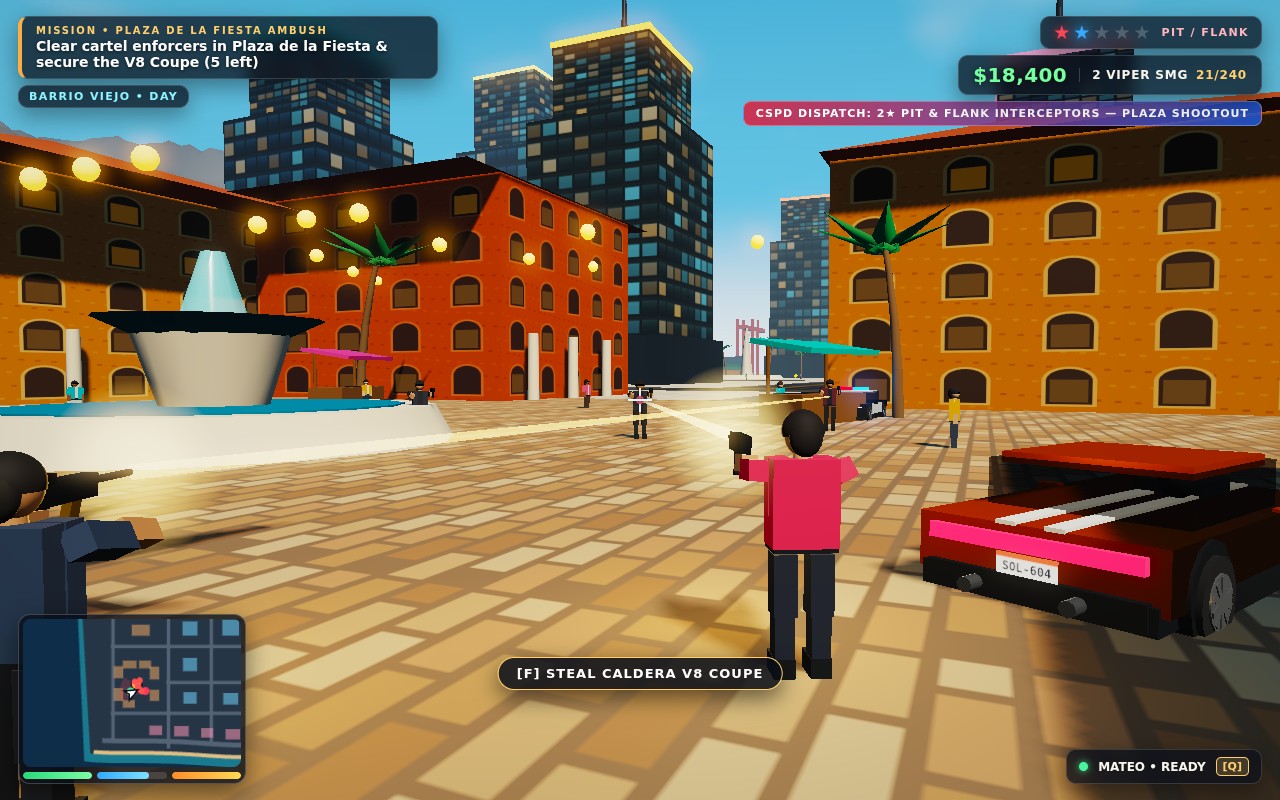 MISSION • PLAZA DE LA FIESTA AMBUSH
Clear cartel enforcers in Plaza de la Fiesta &
secure the V8 Coupe (5 left)
BARRIO VIEJO • DAY
★★★★★ PIT / FLANK
$18,400 2 VIPER SMG 21/240
CSPD DISPATCH: 2★ PIT & FLANK INTERCEPTORS — PLAZA SHOOTOUT
SOL-604
[F] STEAL CALDERA V8 COUPE
MATEO • READY [Q]